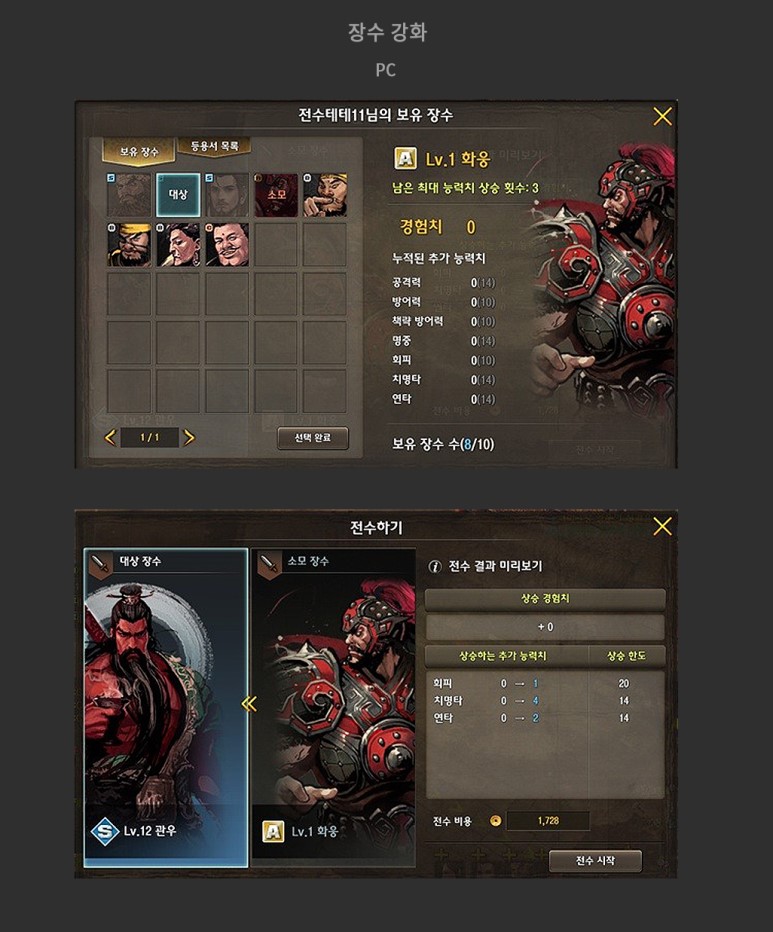 장수 강화
PC
전수테테11님의 보유 장수
보유 장수
등용서 목록
S
대상
S
소모
A Lv.1 화웅
남은 최대 능력치 상승 횟수: 3
경험치 0
누적된 추가 능력치
공격력 0(14)
방어력 0(10)
책략 방어력 0(10)
명중 0(14)
회피 0(10)
치명타 0(14)
연타 0(14)
1 / 1
선택 완료
보유 장수 수(8/10)
전수하기
대상 장수
소모 장수
전수 결과 미리보기
상승 경험치
+ 0
상승하는 추가 능력치 상승 한도
회피 0 → 1 20
치명타 0 → 4 14
연타 0 → 2 14
S Lv.12 관우
A Lv.1 화웅
전수 비용 1,728
전수 시작